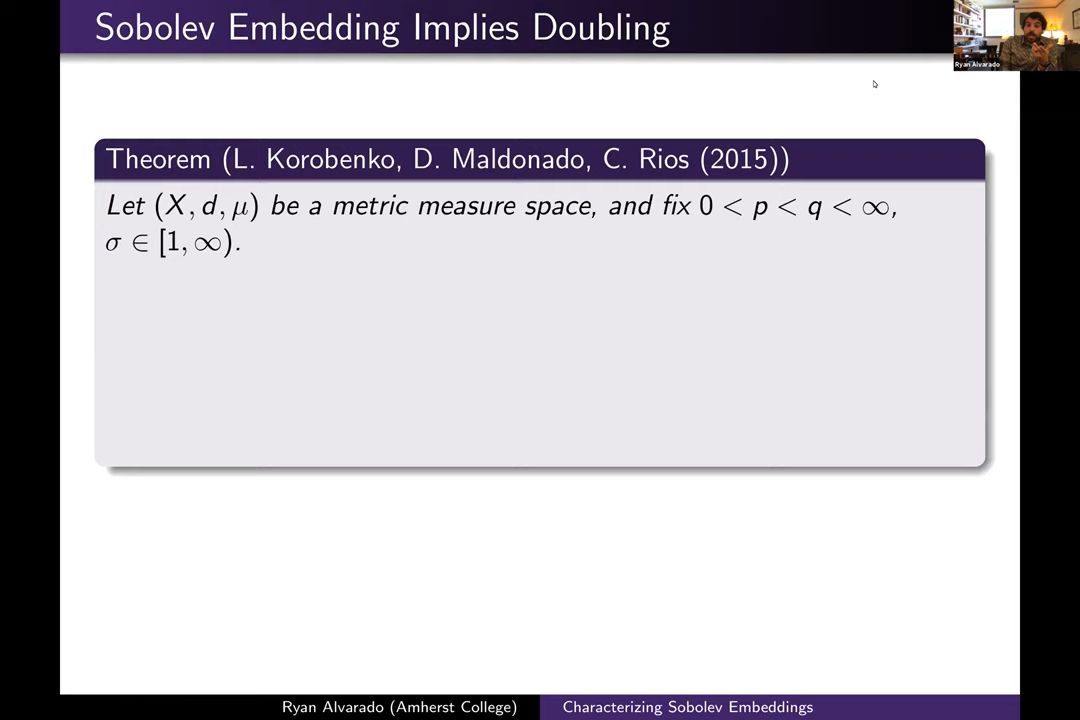 Sobolev Embedding Implies Doubling
Ryan Alvarado
Theorem (L. Korobenko, D. Maldonado, C. Rios (2015))
Let (X, d, μ) be a metric measure space, and fix 0 < p < q < ∞,
σ ∈ [1, ∞).
Ryan Alvarado (Amherst College)
Characterizing Sobolev Embeddings